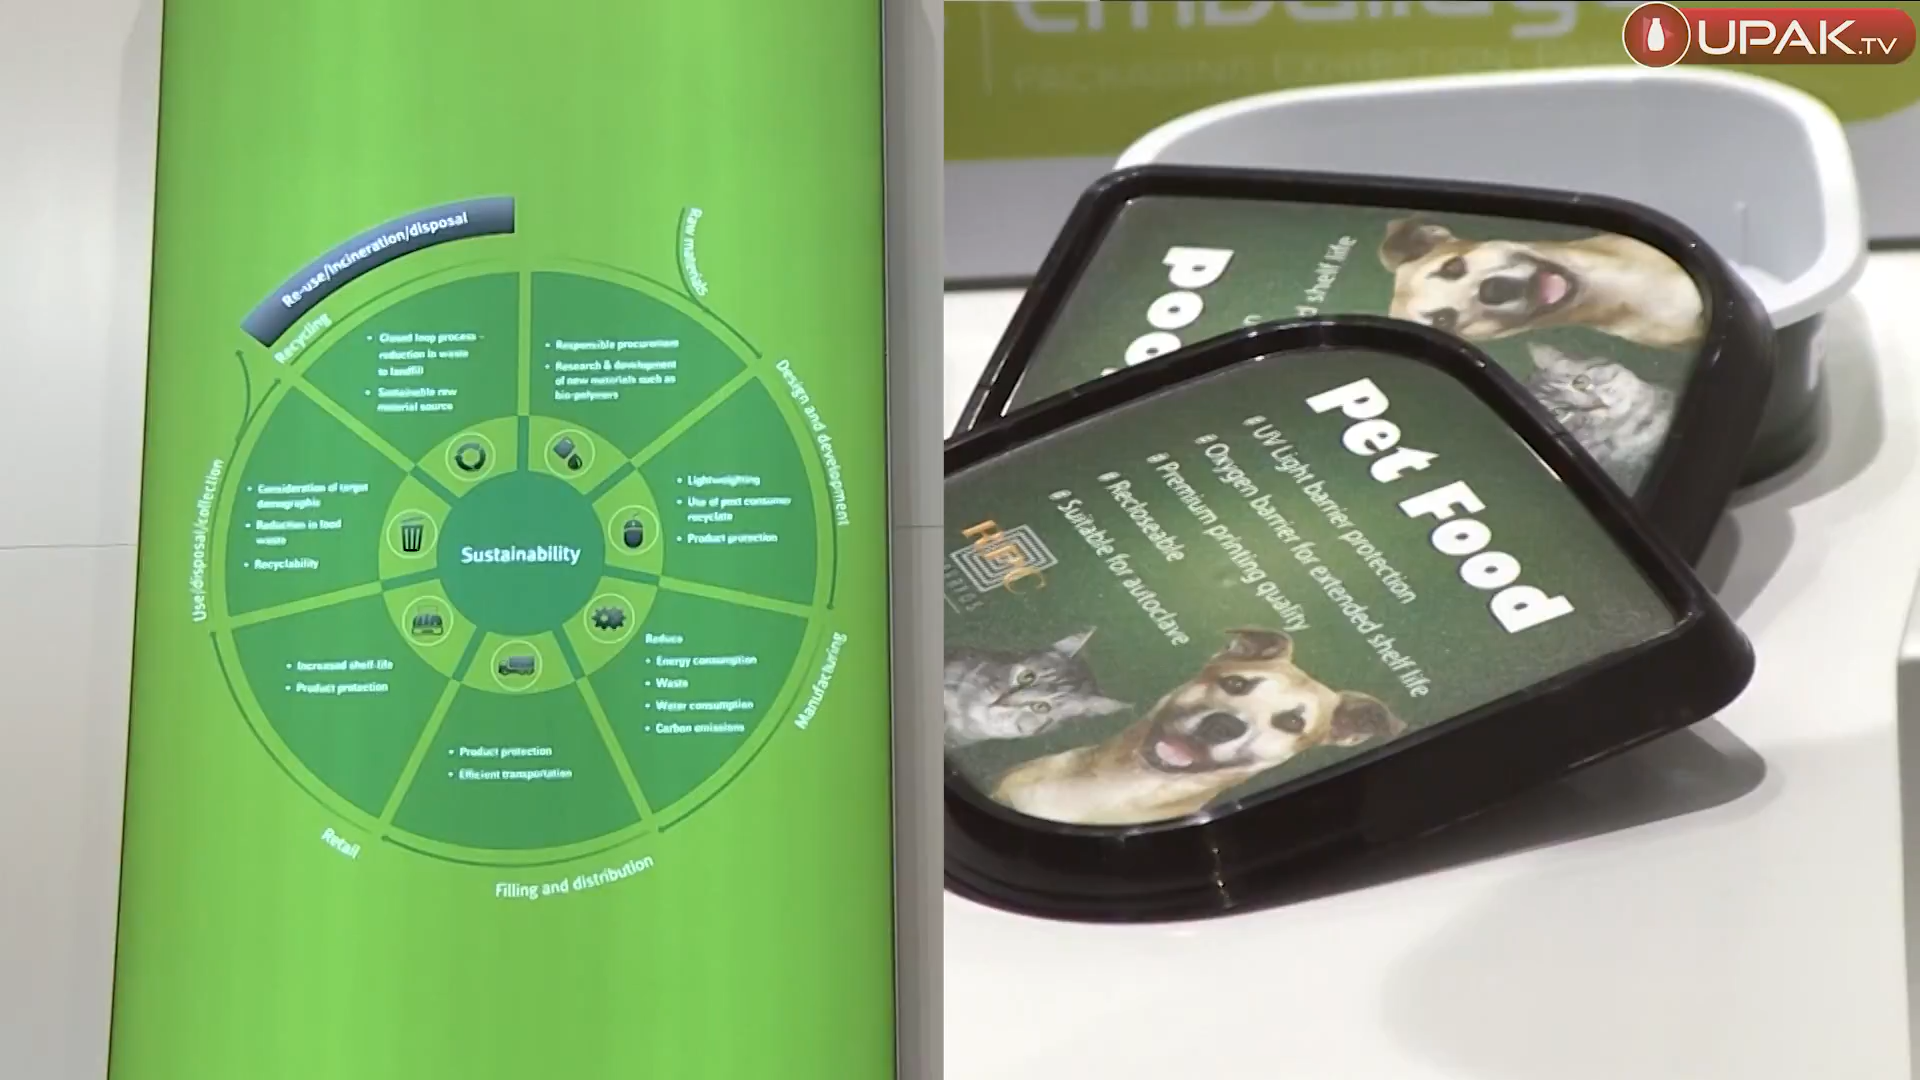 Re-use/incineration/disposal
Raw materials
Recycling
• Closed loop process -
reduction in waste
to landfill
• Sustainable raw
material source
• Responsible procurement
• Research & development
of new materials such as
bio-polymers
Design and development
• Lightweighting
• Use of post consumer
recyclate
• Product protection
Use/disposal/collection
• Consideration of target
demographic
• Reduction in food
waste
• Recyclability
Sustainability
Manufacturing
Reduce
• Energy consumption
• Waste
• Water consumption
• Carbon emissions
• Increased shelf-life
• Product protection
Retail
• Product protection
• Efficient transportation
Filling and distribution
emballage
PACKAGING EXHIBITION
UPAK.TV
shelf life
Pet Food
# UV Light barrier protection
# Oxygen barrier for extended shelf life
# Premium printing quality
# Recloseable
# Suitable for autoclave